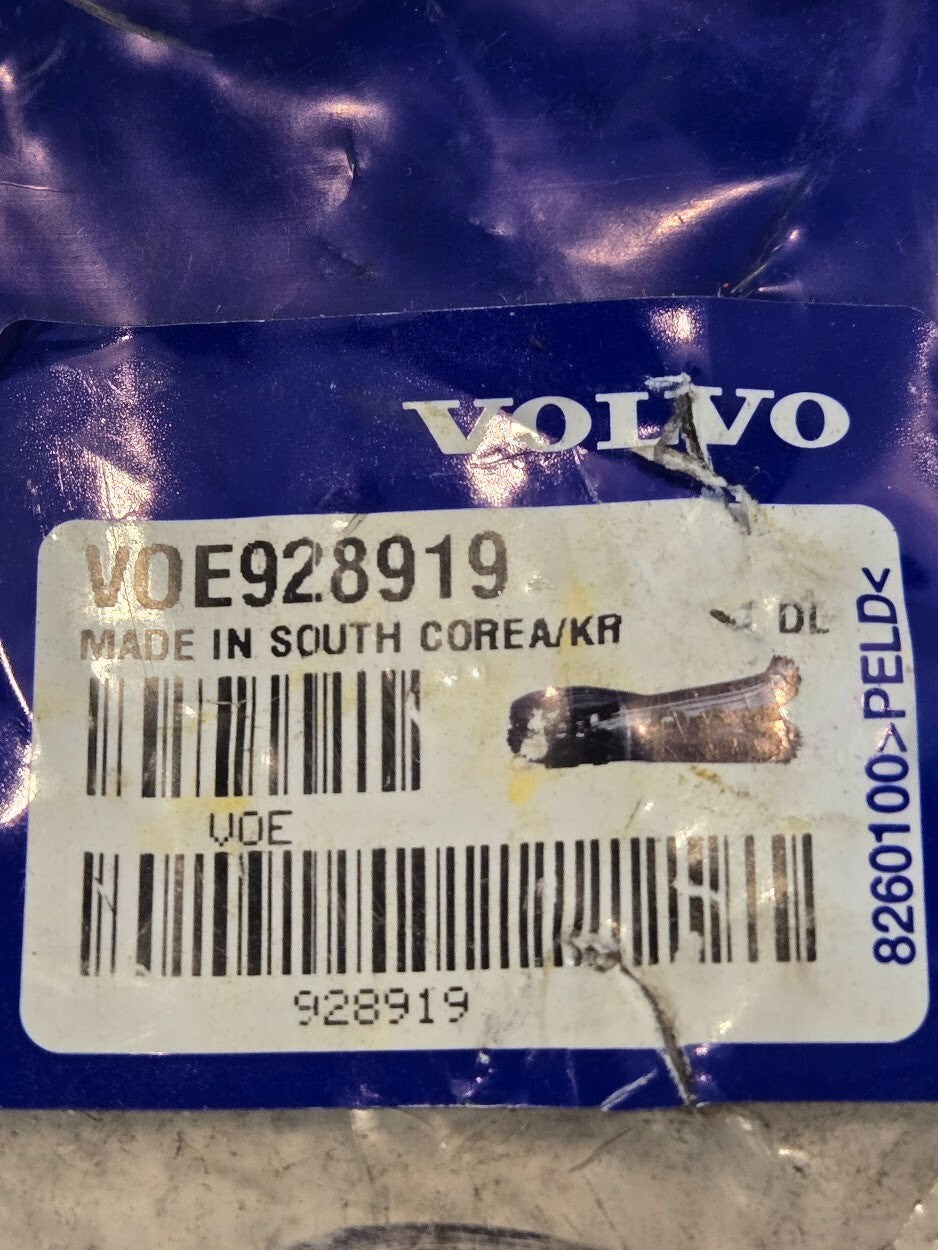 VOLVO
VOE928919
MADE IN SOUTH COREA/KR
DL
VOE
928919
8260100>PELD<